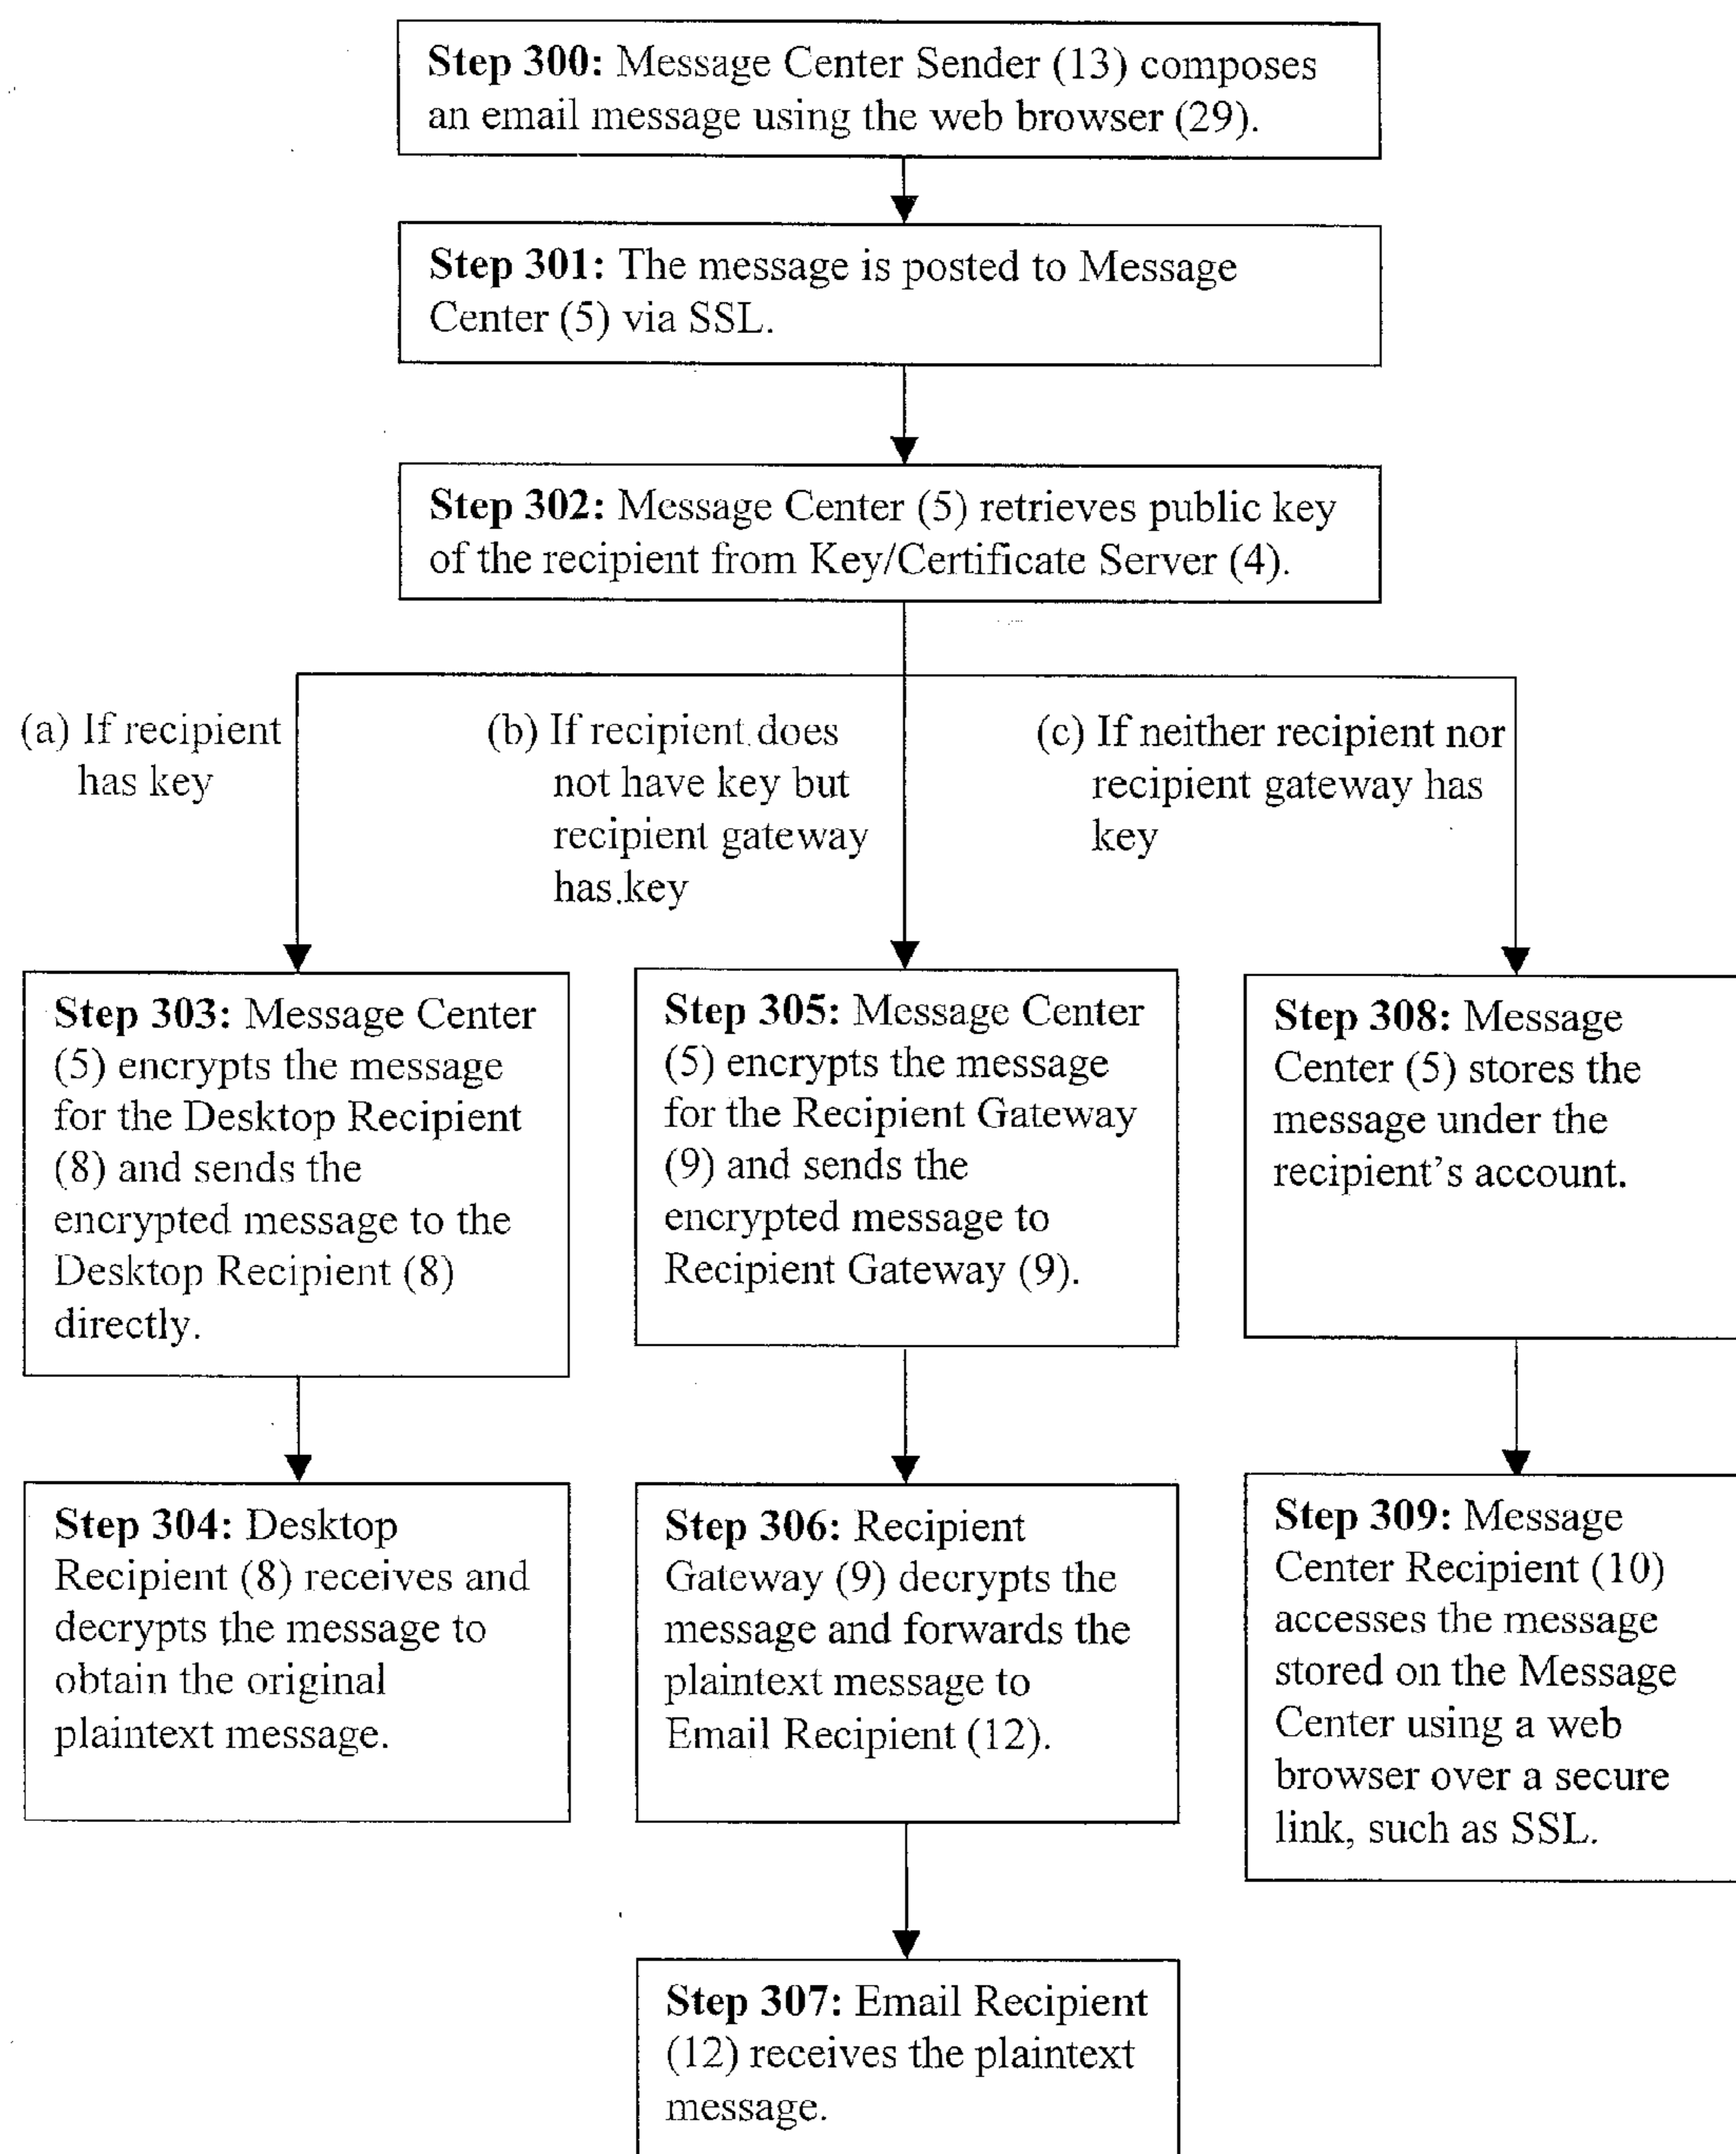 Step 300: Message Center Sender (13) composes
an email message using the web browser (29).
Step 301: The message is posted to Message
Center (5) via SSL.
Step 302: Message Center (5) retrieves public key
of the recipient from Key/Certificate Server (4).
(a) If recipient
has key
(b) If recipient does
not have key but
recipient gateway
has key
(c) If neither recipient nor
recipient gateway has
key
Step 303: Message Center
(5) encrypts the message
for the Desktop Recipient
(8) and sends the
encrypted message to the
Desktop Recipient (8)
directly.
Step 305: Message Center
(5) encrypts the message
for the Recipient Gateway
(9) and sends the
encrypted message to
Recipient Gateway (9).
Step 308: Message
Center (5) stores the
message under the
recipient's account.
Step 304: Desktop
Recipient (8) receives and
decrypts the message to
obtain the original
plaintext message.
Step 306: Recipient
Gateway (9) decrypts the
message and forwards the
plaintext message to
Email Recipient (12).
Step 309: Message
Center Recipient (10)
accesses the message
stored on the Message
Center using a web
browser over a secure
link, such as SSL.
Step 307: Email Recipient
(12) receives the plaintext
message.